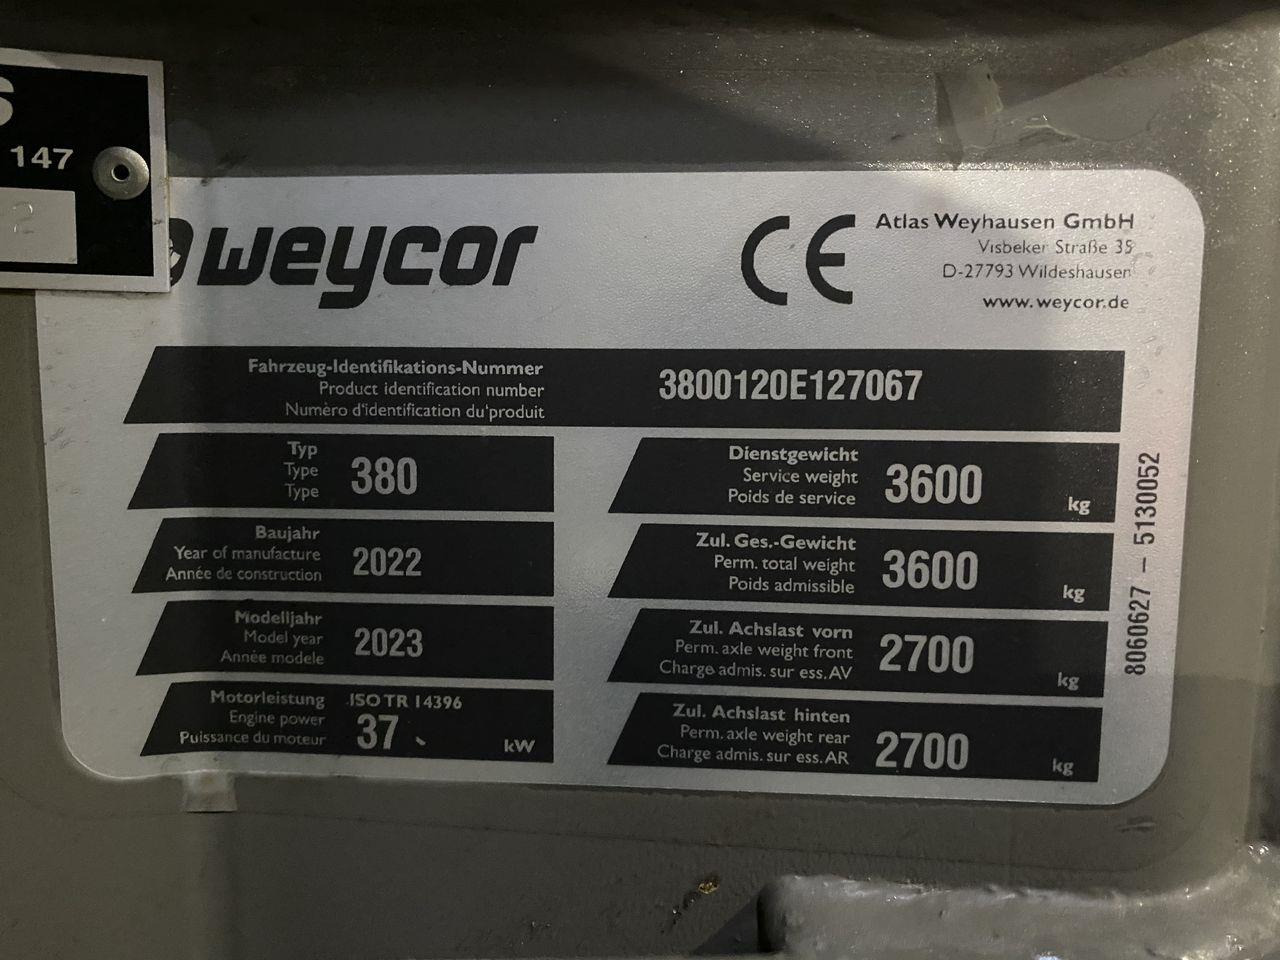 S
147
2
weycor
CE
Atlas Weyhausen GmbH
Visbeker Straße 35
D-27793 Wildeshausen
www.weycor.de
Fahrzeug-Identifikations-Nummer
Product identification number
Numèro d'identification du'produit
3800120E127067
Typ
Type
Type
380
Baujahr
Year of manufacture
Année de construction
2022
Modelljahr
Model year
Année modele
2023
Motorleistung
Engine power
Puissance du moteur
ISO TR 14396
37
kW
Dienstgewicht
Service weight
Poids de service
3600
kg
Zul. Ges.-Gewicht
Perm. total weight
Poids admissible
3600
kg
Zul. Achslast vorn
Perm. axle weight front
Charge admis. sur ess. AV
2700
kg
Zul. Achslast hinten
Perm. axle weight rear
Charge admis. sur ess. AR
2700
kg
8060627 – 5130052